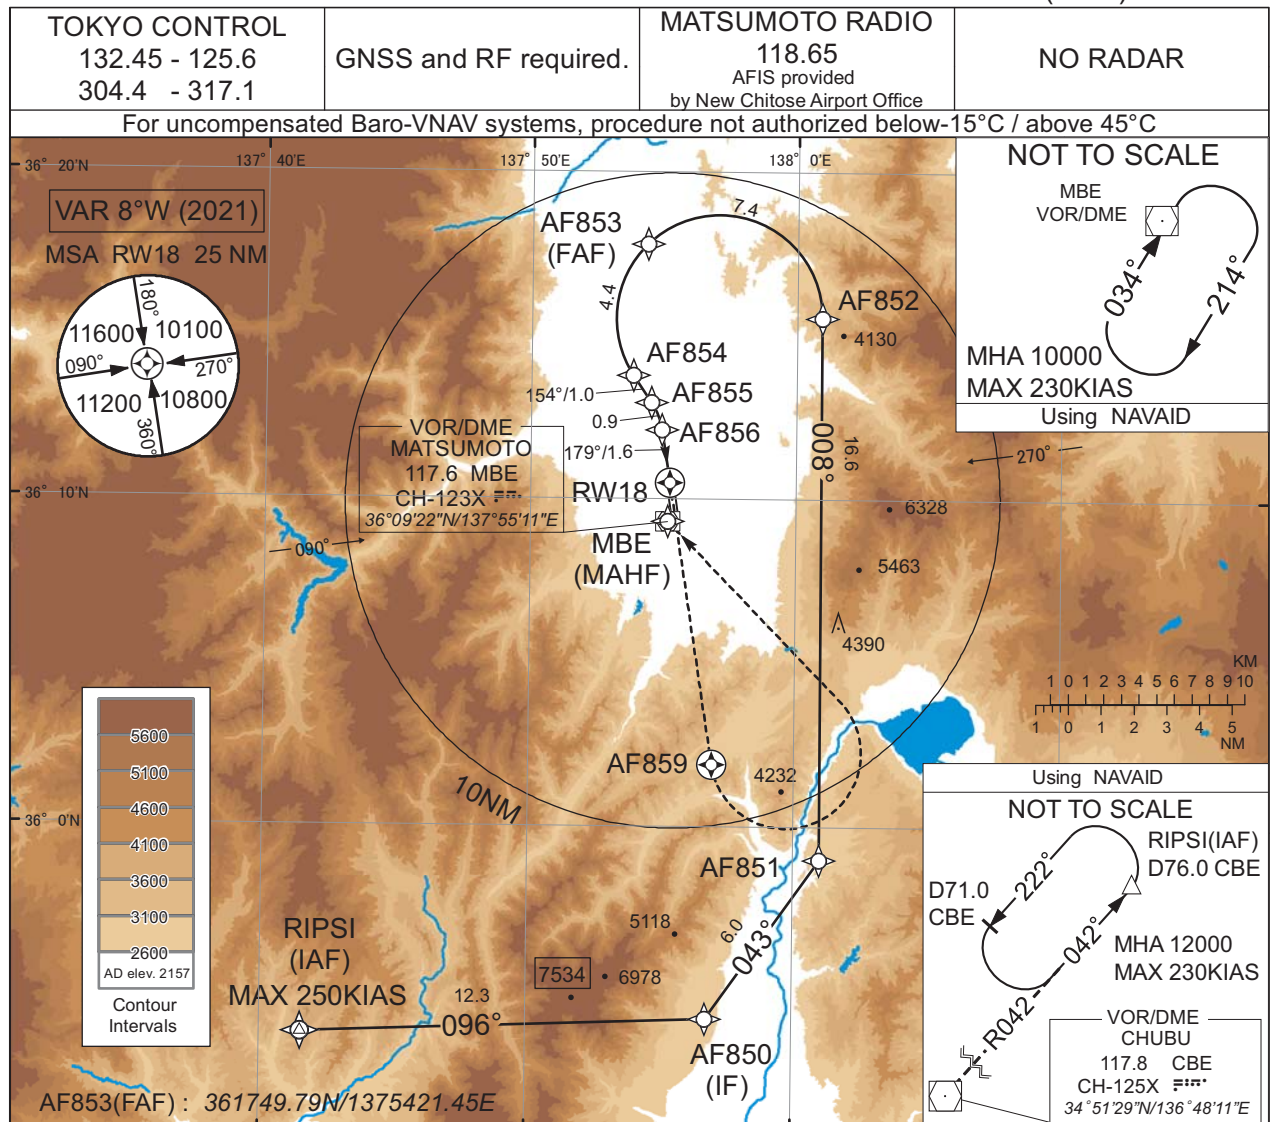 TOKYO CONTROL
132.45 - 125.6
304.4 - 317.1
GNSS and RF required.
MATSUMOTO RADIO
118.65
AFIS provided
by New Chitose Airport Office
NO RADAR
For uncompensated Baro-VNAV systems, procedure not authorized below-15°C / above 45°C
36° 20'N
137° 40'E
137° 50'E
138° 0'E
VAR 8°W (2021)
MSA RW18 25 NM
180°
11600
10100
090°
270°
11200
10800
360°
AF853
(FAF)
7.4
4.4
AF852
4130
AF854
154°/1.0
AF855
0.9
AF856
179°/1.6
RW18
VOR/DME
MATSUMOTO
117.6 MBE
CH-123X
36°09'22"N/137°55'11"E
MBE
(MAHF)
36° 10'N
090°
008°
16.6
270°
6328
5463
4390
NOT TO SCALE
MBE
VOR/DME
034°
214°
MHA 10000
MAX 230KIAS
Using NAVAID
KM
1 0 1 2 3 4 5 6 7 8 9 10
1 0 1 2 3 4 5
NM
5600
5100
4600
4100
3600
3100
2600
AD elev. 2157
Contour
Intervals
36° 0'N
10NM
AF859
4232
AF851
5118
6.0
043°
7534
6978
RIPSI
(IAF)
MAX 250KIAS
12.3
096°
AF850
(IF)
AF853(FAF) : 361749.79N/1375421.45E
Using NAVAID
NOT TO SCALE
RIPSI(IAF)
D76.0 CBE
D71.0
CBE
222°
042°
MHA 12000
MAX 230KIAS
R042
VOR/DME
CHUBU
117.8 CBE
CH-125X
34°51'29"N/136°48'11"E